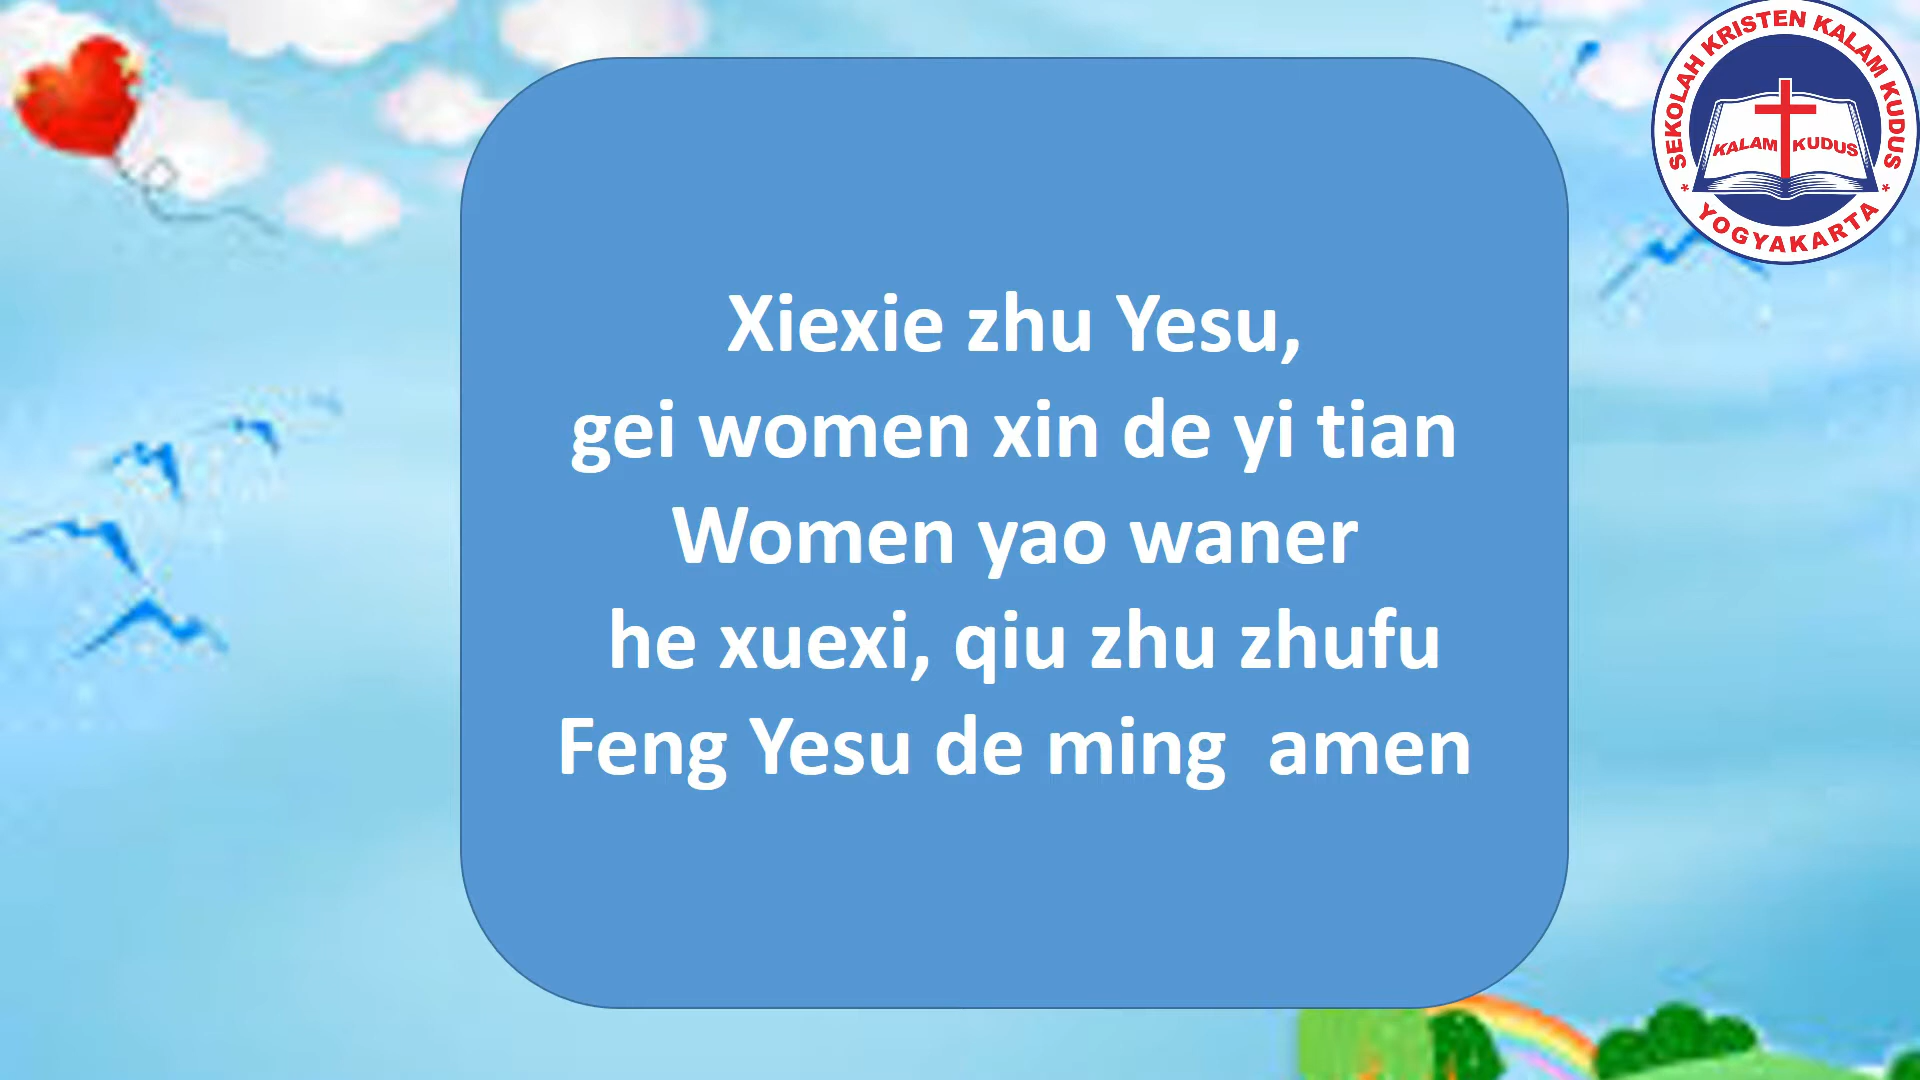 Xiexie zhu Yesu,
gei women xin de yi tian
Women yao waner
he xuexi, qiu zhu zhufu
Feng Yesu de ming  amen
SEKOLAH KRISTEN KALAM KUDUS
KALAM KUDUS
* YOGYAKARTA *